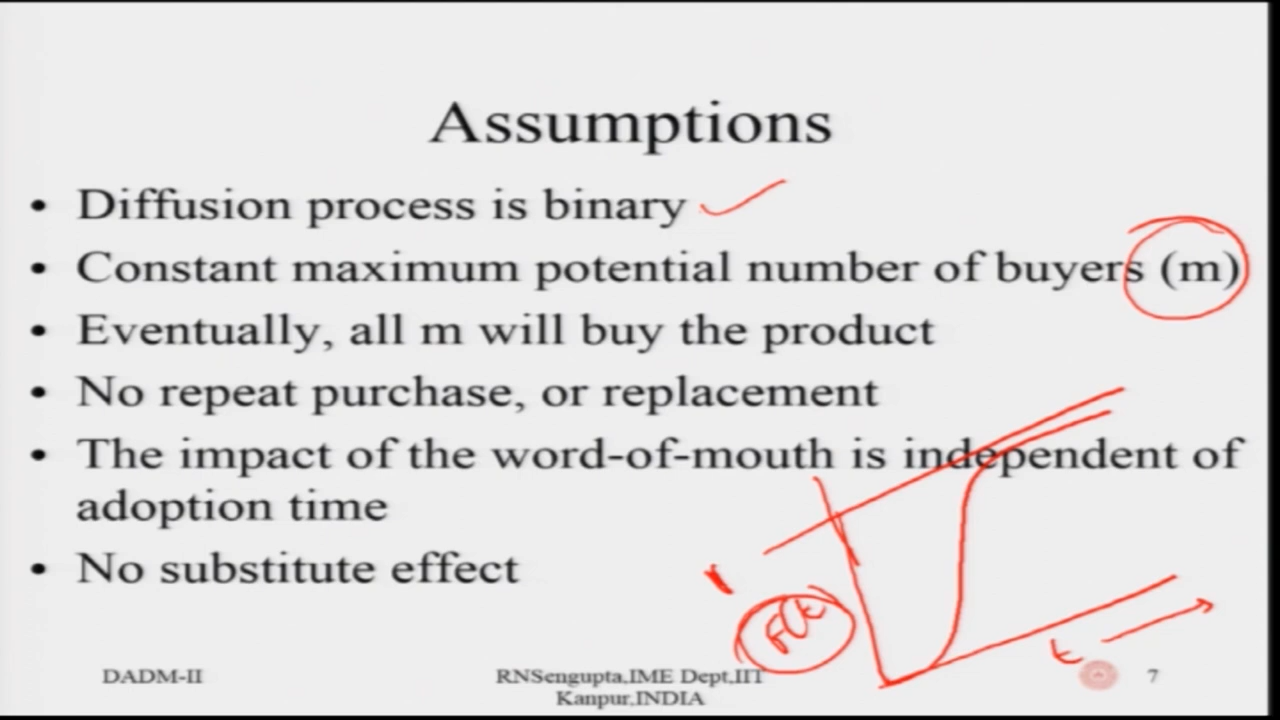 Assumptions
• Diffusion process is binary
• Constant maximum potential number of buyers (m)
• Eventually, all m will buy the product
• No repeat purchase, or replacement
• The impact of the word-of-mouth is independent of
adoption time
• No substitute effect
F(t)
t
DADM-II
RNSengupta,IME Dept,IIT
Kanpur,INDIA
7